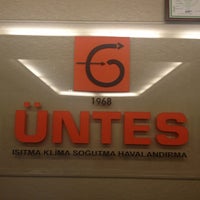 1968
ÜNTES
ISITMA KLİMA SOĞUTMA HAVALANDIRMA